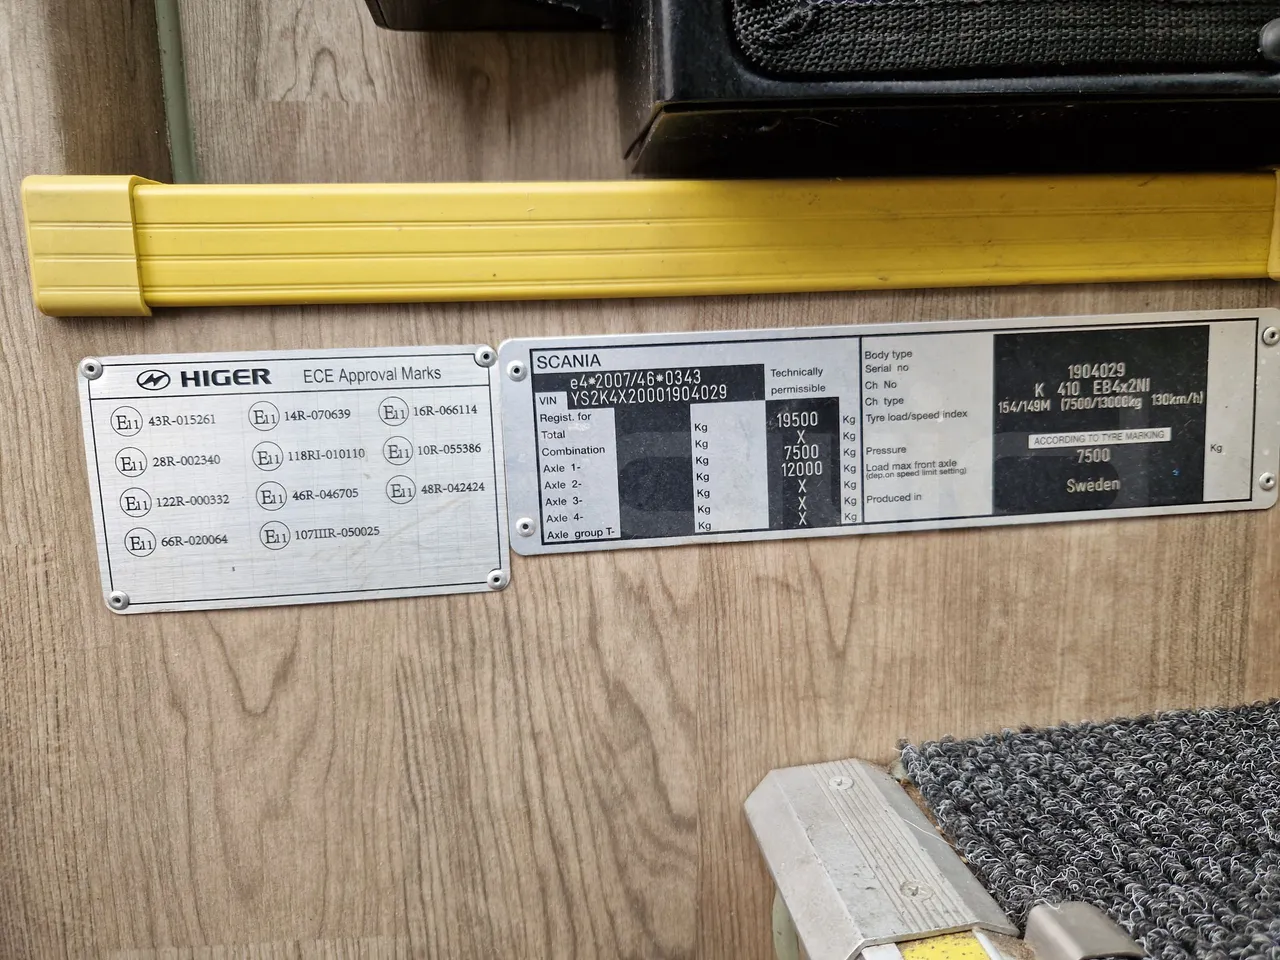 HIGER ECE Approval Marks
E11 43R-015261 E11 14R-070639 E11 16R-066114
E11 28R-002340 E11 118RI-010110 E11 10R-055386
E11 122R-000332 E11 46R-046705 E11 48R-042424
E11 66R-020064 E11 107IIIR-050025
SCANIA
e4*2007/46*0343
VIN YS2K4X20001904029
Technically
permissible
Regist. for
Total Kg 19500 Kg
Combination Kg X Kg
Axle 1- Kg 7500 Kg
Axle 2- Kg 12000 Kg
Axle 3- Kg X Kg
Axle 4- Kg X Kg
Axle group T- Kg X Kg
Body type
Serial no 1904029
Ch No K 410 EB4x2NI
Ch type 154/149M (7500/13000kg 130km/h)
Tyre load/speed index
ACCORDING TO TYRE MARKING
Pressure 7500 Kg
Load max front axle
(dep.on speed limit setting)
Produced in Sweden